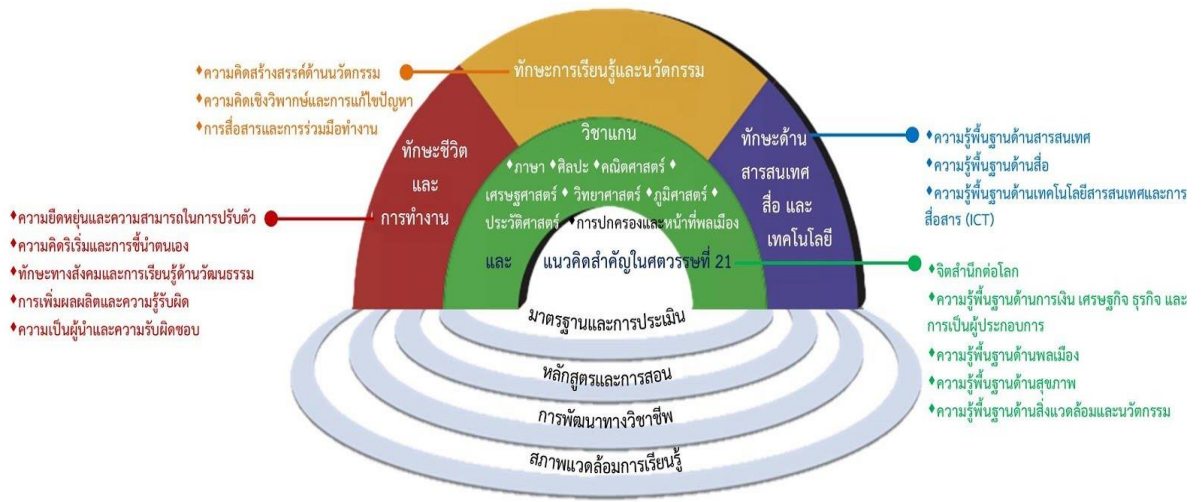 ทักษะการเรียนรู้และนวัตกรรม
♦ความคิดสร้างสรรค์ด้านนวัตกรรม
♦ความคิดเชิงวิพากษ์และการแก้ไขปัญหา
♦การสื่อสารและการร่วมมือทำงาน
ทักษะชีวิต
และ
การทำงาน
♦ความยืดหยุ่นและความสามารถในการปรับตัว
♦ความคิดริเริ่มและการชี้นำตนเอง
♦ทักษะทางสังคมและการเรียนรู้ด้านวัฒนธรรม
♦การเพิ่มผลผลิตและความรู้รับผิด
♦ความเป็นผู้นำและความรับผิดชอบ
วิชาแกน
♦ภาษา ♦ศิลปะ ♦คณิตศาสตร์ ♦
เศรษฐศาสตร์ ♦ วิทยาศาสตร์ ♦ภูมิศาสตร์ ♦
ประวัติศาสตร์ ♦การปกครองและหน้าที่พลเมือง
และ แนวคิดสำคัญในศตวรรษที่ 21
ทักษะด้าน
สารสนเทศ
สื่อ และ
เทคโนโลยี
♦ความรู้พื้นฐานด้านสารสนเทศ
♦ความรู้พื้นฐานด้านสื่อ
♦ความรู้พื้นฐานด้านเทคโนโลยีสารสนเทศและการ
สื่อสาร (ICT)
♦จิตสำนึกต่อโลก
♦ความรู้พื้นฐานด้านการเงิน เศรษฐกิจ ธุรกิจ และ
การเป็นผู้ประกอบการ
♦ความรู้พื้นฐานด้านพลเมือง
♦ความรู้พื้นฐานด้านสุขภาพ
♦ความรู้พื้นฐานด้านสิ่งแวดล้อมและนวัตกรรม
มาตรฐานและการประเมิน
หลักสูตรและการสอน
การพัฒนาทางวิชาชีพ
สภาพแวดล้อมการเรียนรู้